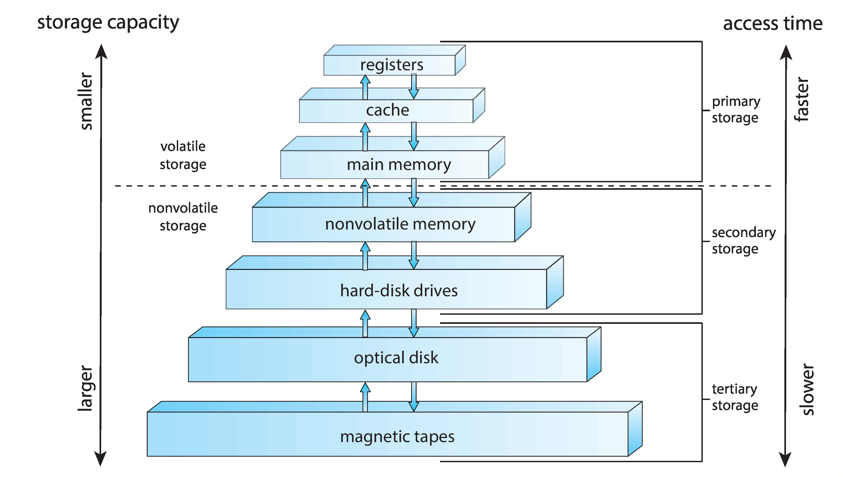 storage capacity
access time
smaller
larger
volatile
storage
nonvolatile
storage
registers
cache
main memory
nonvolatile memory
hard-disk drives
optical disk
magnetic tapes
primary
storage
secondary
storage
tertiary
storage
faster
slower